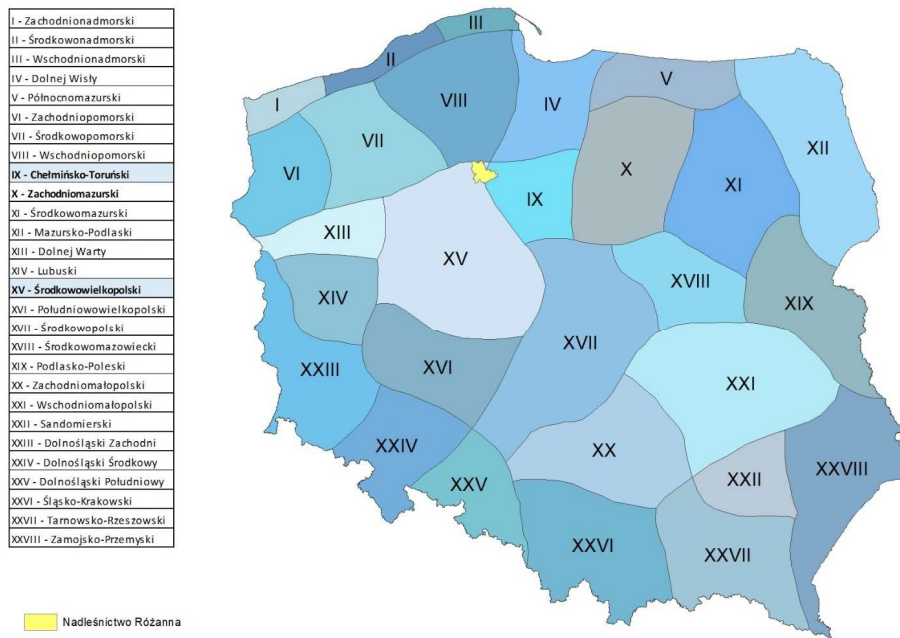 I - Zachodnionadmorski
II - Środkowonadmorski
III - Wschodnionadmorski
IV - Dolnej Wisły
V - Północnomazurski
VI - Zachodniopomorski
VII - Środkowopomorski
VIII - Wschodniopomorski
IX - Chełmińsko-Toruński
X - Zachodniomazurski
XI - Środkowomazurski
XII - Mazursko-Podlaski
XIII - Dolnej Warty
XIV - Lubuski
XV - Środkowowielkopolski
XVI - Południowowielkopolski
XVII - Środkowopolski
XVIII - Środkowomazowiecki
XIX - Podlasko-Poleski
XX - Zachodniomałopolski
XXI - Wschodniomałopolski
XXII - Sandomierski
XXIII - Dolnośląski Zachodni
XXIV - Dolnośląski Środkowy
XXV - Dolnośląski Południowy
XXVI - Śląsko-Krakowski
XXVII - Tarnowsko-Rzeszowski
XXVIII - Zamojsko-Przemyski
Nadleśnictwo Różanna
III
II
V
I
IV
VIII
VII
XII
VI
X
XI
IX
XIII
XV
XVIII
XIV
XIX
XVII
XXIII
XVI
XXI
XXIV
XX
XXVIII
XXII
XXV
XXVI
XXVII